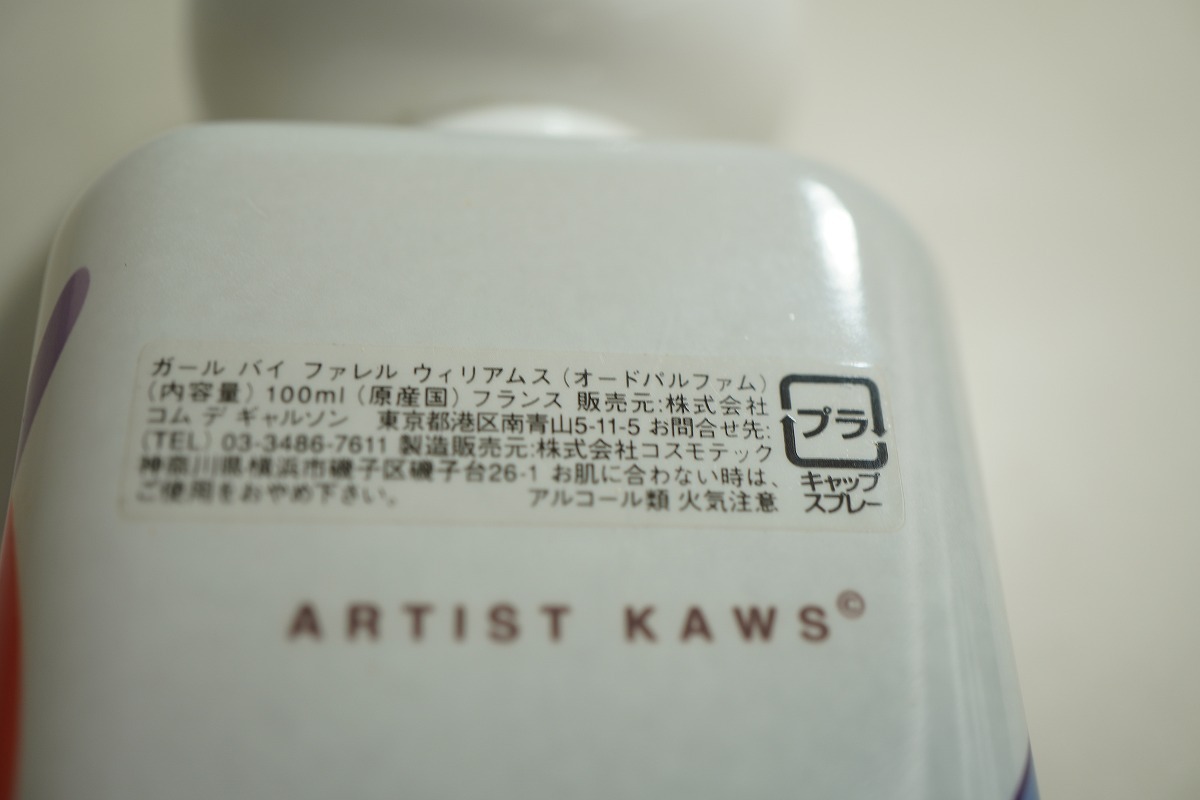 ガール バイ ファレル ウィリアムス (オードパルファム)
(内容量) 100ml (原産国) フランス 販売元:株式会社
コム デ ギャルソン 東京都港区南青山5-11-5 お問合せ先:
(TEL) 03-3486-7611 製造販売元:株式会社コスモテック
神奈川県横浜市磯子区磯子台26-1 お肌に合わない時は、
ご使用をおやめ下さい。 アルコール類 火気注意
プラ
キャップ
スプレー
ARTIST KAWS©